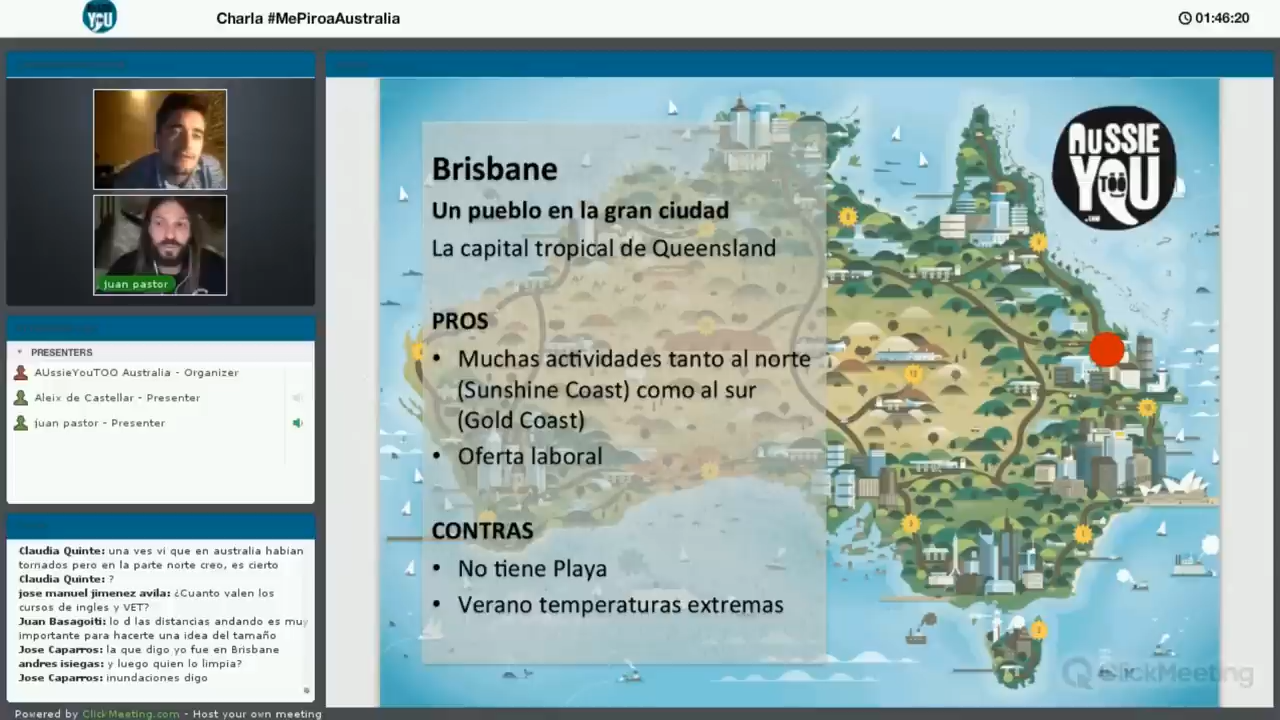 YOU
Charla #MePiroaAustralia
01:46:20
juan pastor
PRESENTERS
AUssieYouTOO Australia - Organizer
Aleix de Castellar - Presenter
juan pastor - Presenter
Claudia Quinte: una ves vi que en australia habian
tornados pero en la parte norte creo, es cierto
Claudia Quinte: ?
jose manuel jimenez avila: ¿Cuanto valen los
cursos de ingles y VET?
Juan Basagoiti: lo d las distancias andando es muy
importante para hacerte una idea del tamaño
Jose Caparros: la que digo yo fue en Brisbane
andres isiegas: y luego quien lo limpia?
Jose Caparros: inundaciones digo
Powered by ClickMeeting.com - Host your own meeting
Brisbane
Un pueblo en la gran ciudad
La capital tropical de Queensland
PROS
• Muchas actividades tanto al norte
(Sunshine Coast) como al sur
(Gold Coast)
• Oferta laboral
CONTRAS
• No tiene Playa
• Verano temperaturas extremas
AUSSIE
YOU
TOO
.com
ClickMeeting